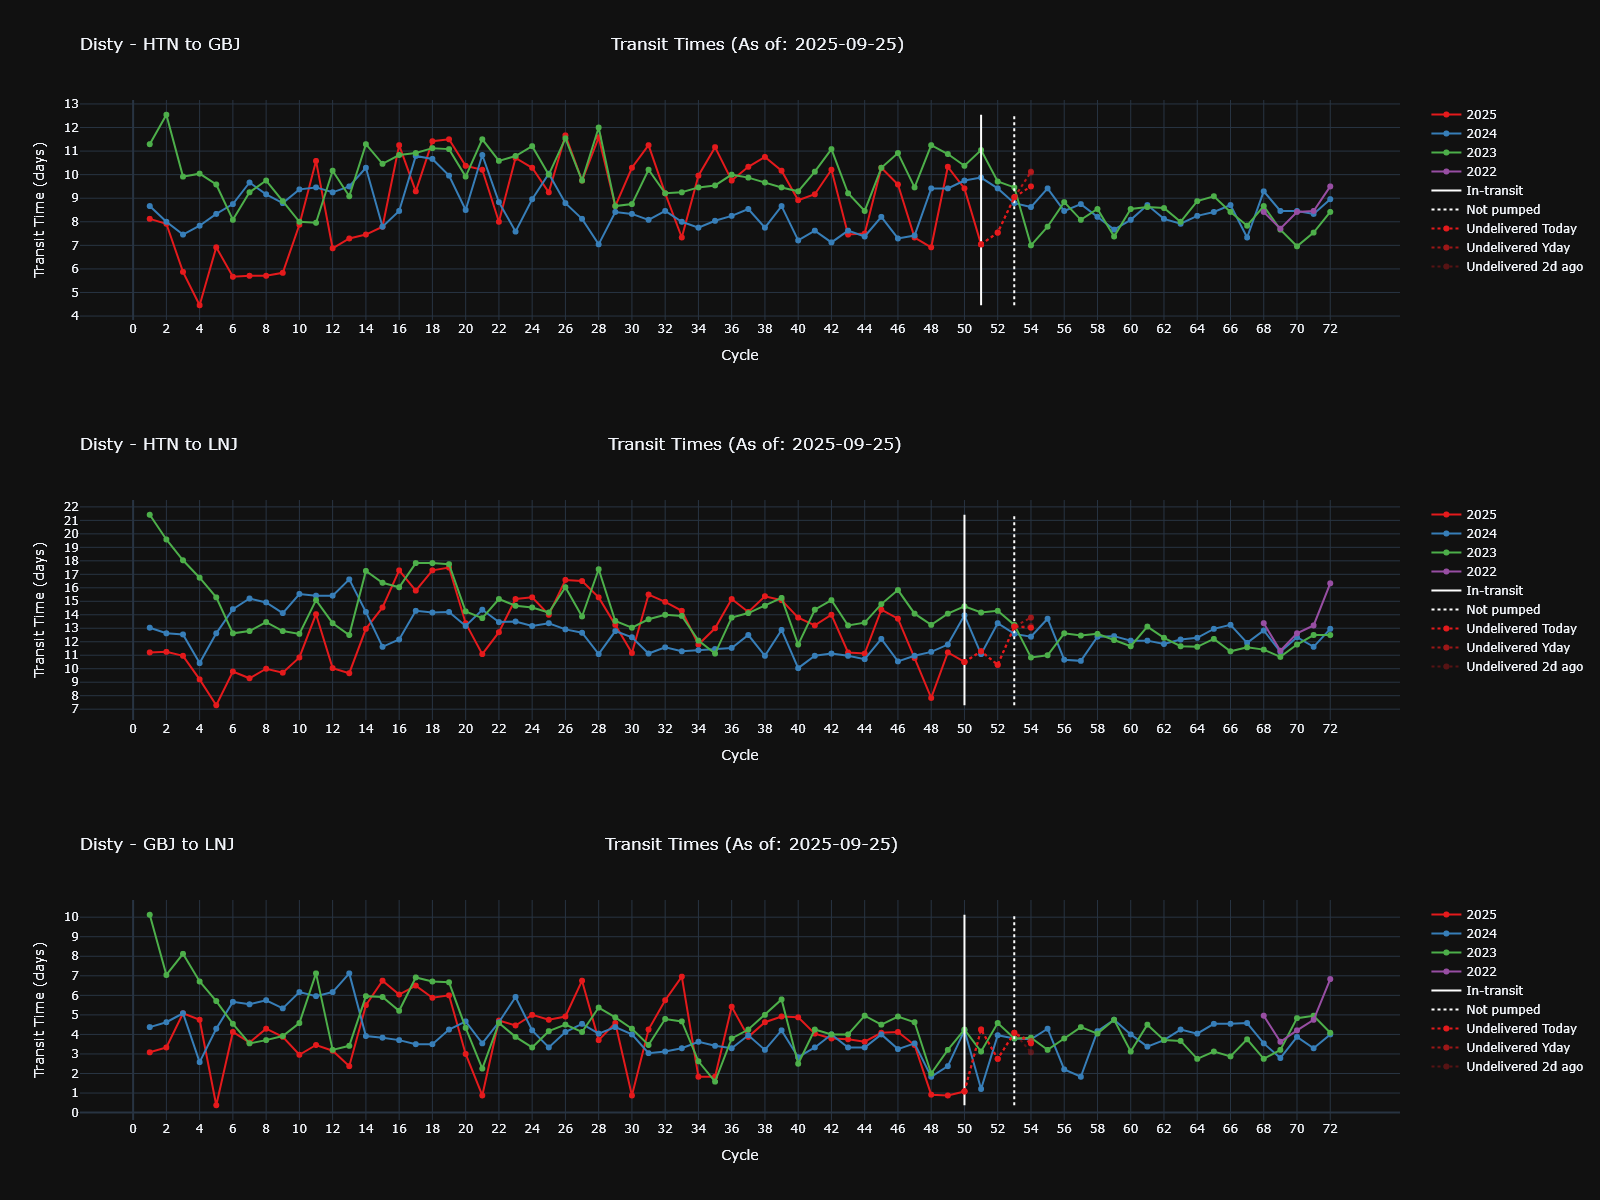 Disty - HTN to GBJ
Transit Times (As of: 2025-09-25)
Transit Time (days)
13
12
11
10
9
8
7
6
5
4
0 2 4 6 8 10 12 14 16 18 20 22 24 26 28 30 32 34 36 38 40 42 44 46 48 50 52 54 56 58 60 62 64 66 68 70 72
Cycle
2025
2024
2023
2022
In-transit
Not pumped
Undelivered Today
Undelivered Yday
Undelivered 2d ago
Disty - HTN to LNJ
Transit Times (As of: 2025-09-25)
Transit Time (days)
22
21
20
19
18
17
16
15
14
13
12
11
10
9
8
7
0 2 4 6 8 10 12 14 16 18 20 22 24 26 28 30 32 34 36 38 40 42 44 46 48 50 52 54 56 58 60 62 64 66 68 70 72
Cycle
2025
2024
2023
2022
In-transit
Not pumped
Undelivered Today
Undelivered Yday
Undelivered 2d ago
Disty - GBJ to LNJ
Transit Times (As of: 2025-09-25)
Transit Time (days)
10
9
8
7
6
5
4
3
2
1
0
0 2 4 6 8 10 12 14 16 18 20 22 24 26 28 30 32 34 36 38 40 42 44 46 48 50 52 54 56 58 60 62 64 66 68 70 72
Cycle
2025
2024
2023
2022
In-transit
Not pumped
Undelivered Today
Undelivered Yday
Undelivered 2d ago